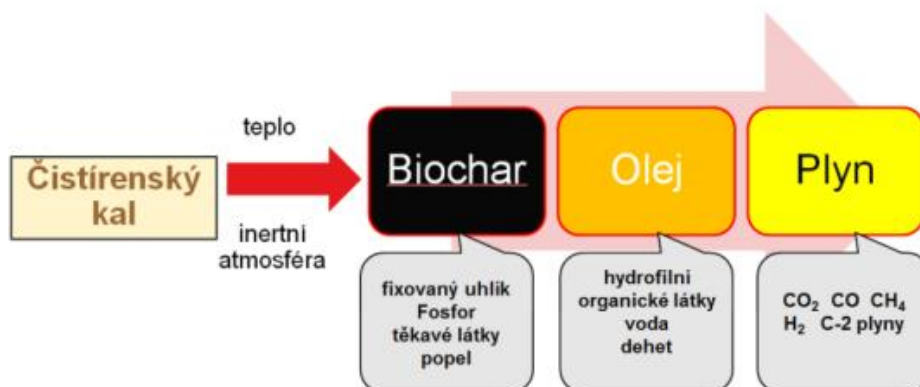 teplo
Čistírenský
kal
inertní
atmosféra
Biochar
Olej
Plyn
fixovaný uhlík
Fosfor
těkavé látky
popel
hydrofilní
organické látky
voda
dehet
CO₂ CO CH₄
H₂ C-2 plyny